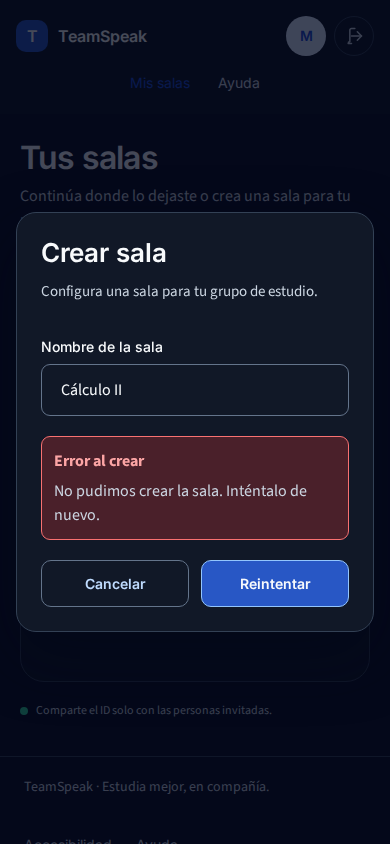 T TeamSpeak M
Mis salas Ayuda
Tus salas
Continúa donde lo dejaste o crea una sala para tu
Crear sala
Configura una sala para tu grupo de estudio.
Nombre de la sala
Cálculo II
Error al crear
No pudimos crear la sala. Inténtalo de
nuevo.
Cancelar Reintentar
Comparte el ID solo con las personas invitadas.
TeamSpeak · Estudia mejor, en compañía.
Accesibilidad Ayuda